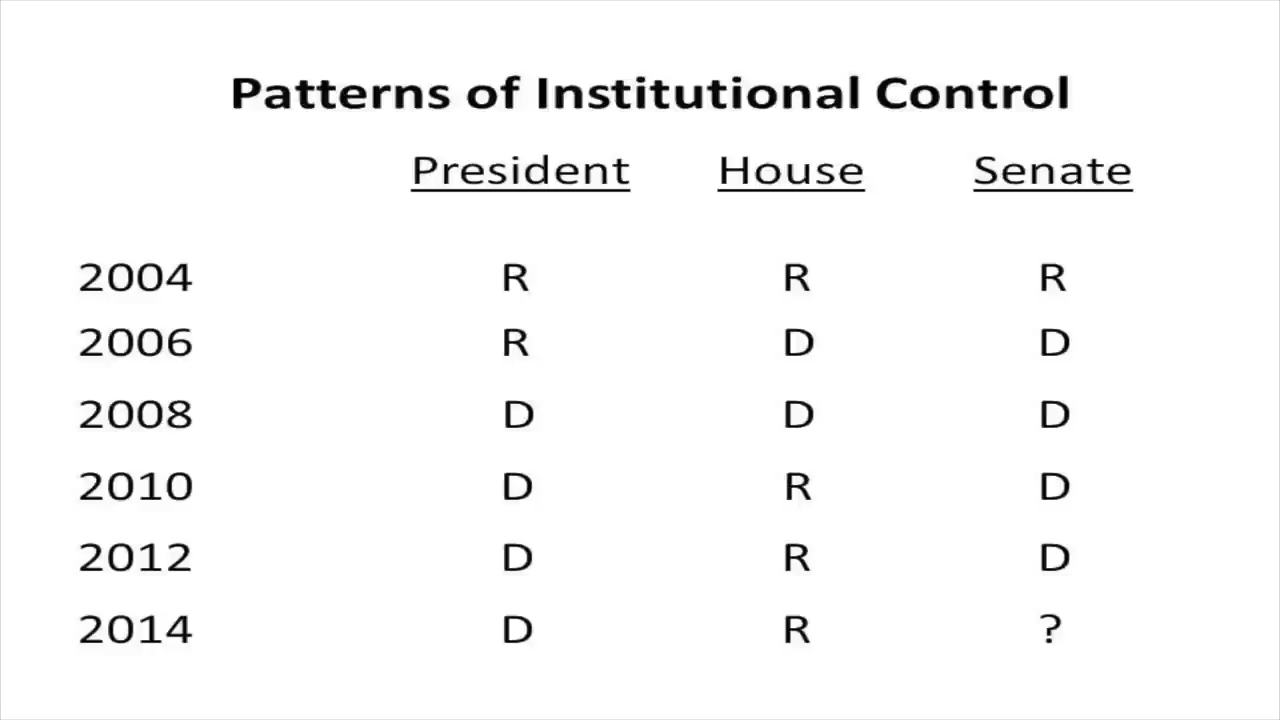 Patterns of Institutional Control
President House Senate
2004 R R R
2006 R D D
2008 D D D
2010 D R D
2012 D R D
2014 D R ?